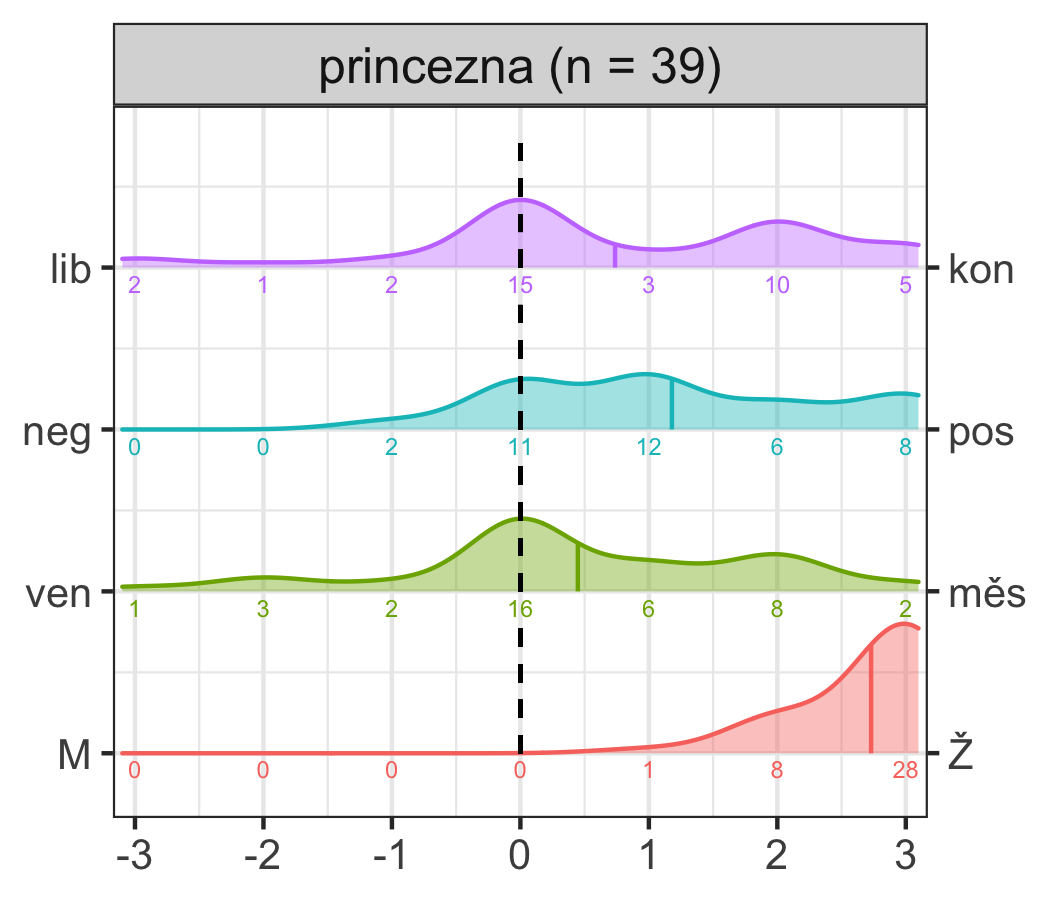 princezna (n = 39)
lib kon
2 1 2 15 3 10 5
neg pos
0 0 2 11 12 6 8
ven měs
1 3 2 16 6 8 2
M Ž
0 0 0 0 1 8 28
-3 -2 -1 0 1 2 3